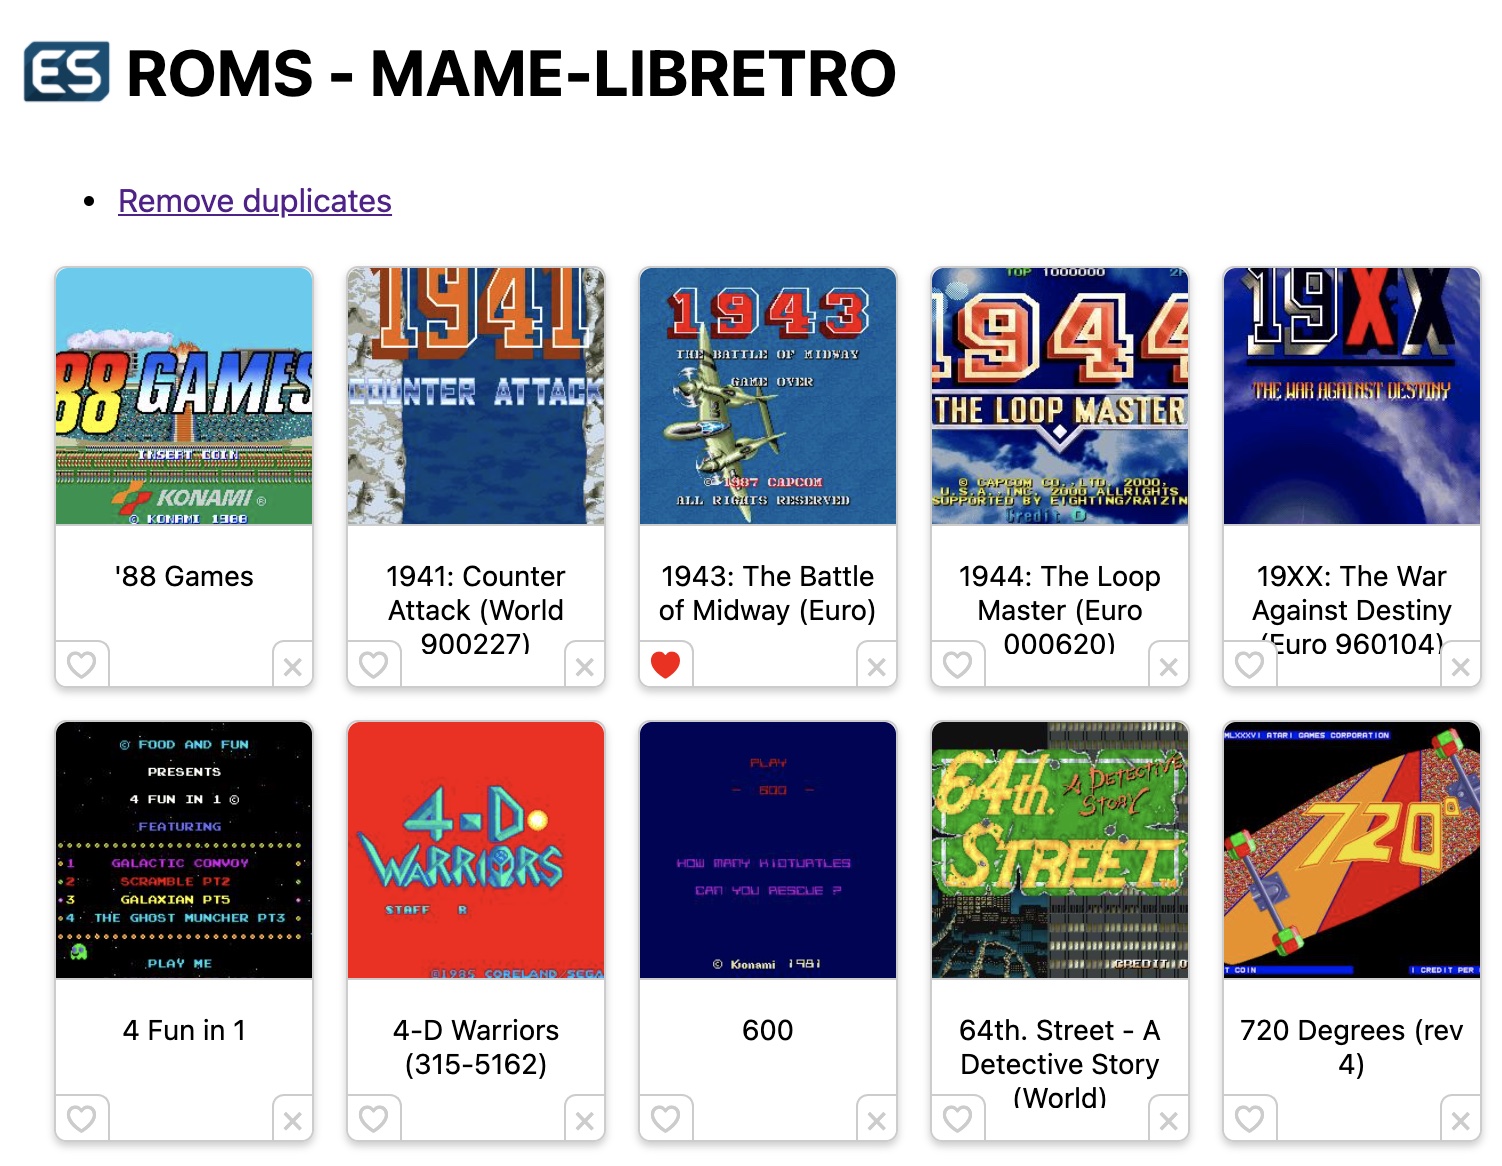 ES ROMS - MAME-LIBRETRO
• Remove duplicates
88 GAMES
INSERT COIN
KONAMI ®
© KONAMI 1988
'88 Games
1941
COUNTER ATTACK
1941: Counter
Attack (World
900227)
1943
THE BATTLE OF MIDWAY
GAME OVER
© 1987 CAPCOM
ALL RIGHTS RESERVED
1943: The Battle
of Midway (Euro)
TOP 1000000
1944
THE LOOP MASTER
© CAPCOM CO.,LTD. 2000,
U.S.A.,INC. 2000 ALLRIGHTS
SUPPORTED BY EIGHTING/RAIZIN
Credit 0
1944: The Loop
Master (Euro
000620)
19XX
THE WAR AGAINST DESTINY
19XX: The War
Against Destiny
(Euro 960104)
© FOOD AND FUN
PRESENTS
4 FUN IN 1 ©
FEATURING
1 GALACTIC CONVOY
2 SCRAMBLE PT2
3 GALAXIAN PT5
4 THE GHOST MUNCHER PT3
PLAY ME
4 Fun in 1
4-D
WARRIORS
STAFF R
©1985 CORELAND/SEGA
4-D Warriors
(315-5162)
PLAY
- 600 -
HOW MANY KIDTURTLES
CAN YOU RESCUE ?
© Konami 1981
600
64th.
A DETECTIVE
STORY
STREET
CREDIT 0
64th. Street - A
Detective Story
(World)
MLXXXVI ATARI GAMES CORPORATION
720°
T COIN
1 CREDIT PER
720 Degrees (rev
4)